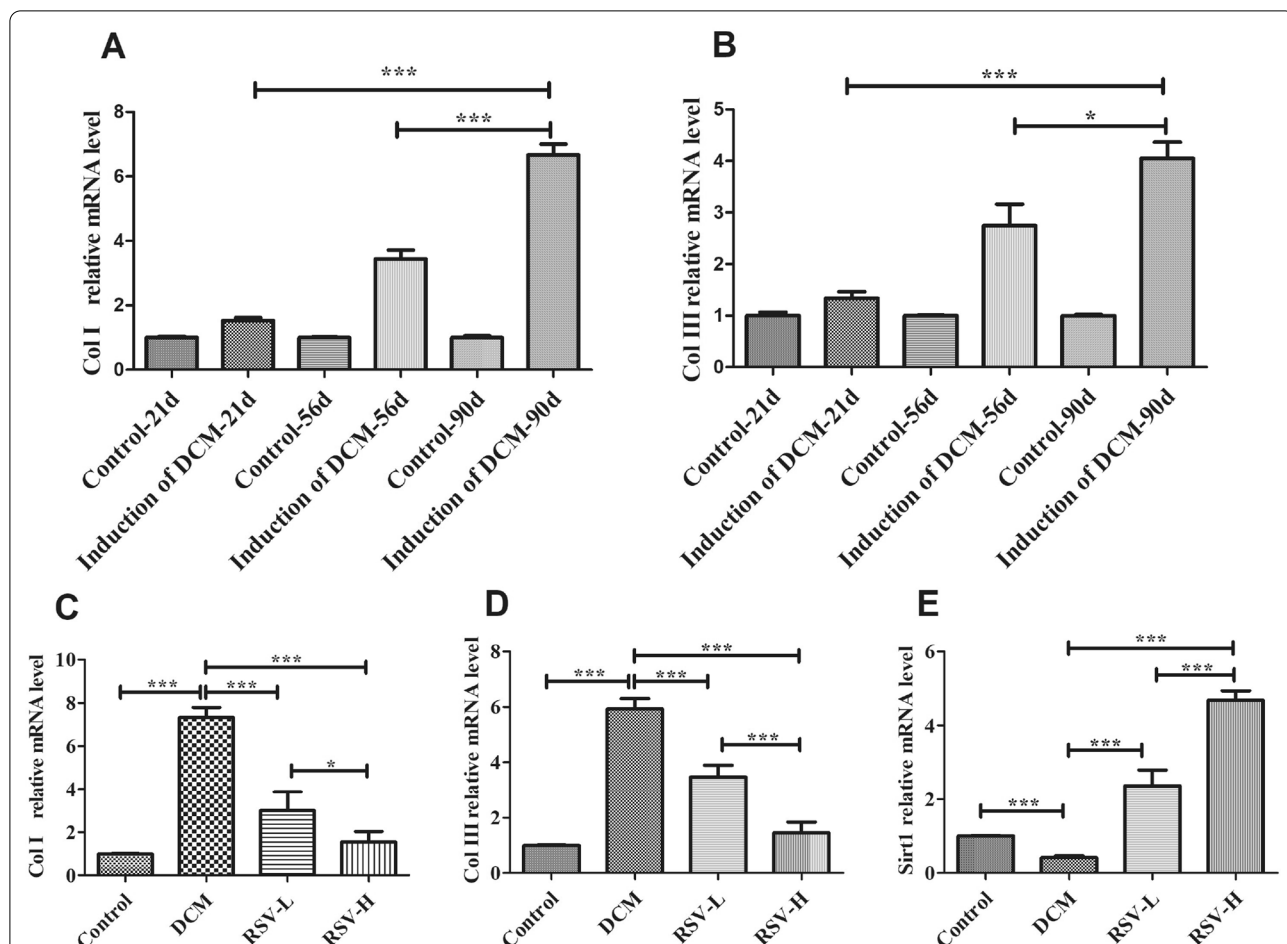 A
Col I relative mRNA level
8
6
4
2
0
***
***
Control-21d
Induction of DCM-21d
Control-56d
Induction of DCM-56d
Control-90d
Induction of DCM-90d
B
Col III relative mRNA level
5
4
3
2
1
0
***
*
Control-21d
Induction of DCM-21d
Control-56d
Induction of DCM-56d
Control-90d
Induction of DCM-90d
C
Col I relative mRNA level
10
8
6
4
2
0
***
*** ***
*
Control
DCM
RSV-L
RSV-H
D
Col III relative mRNA level
8
6
4
2
0
***
*** ***
***
Control
DCM
RSV-L
RSV-H
E
Sirt1 relative mRNA level
6
4
2
0
***
***
***
***
Control
DCM
RSV-L
RSV-H